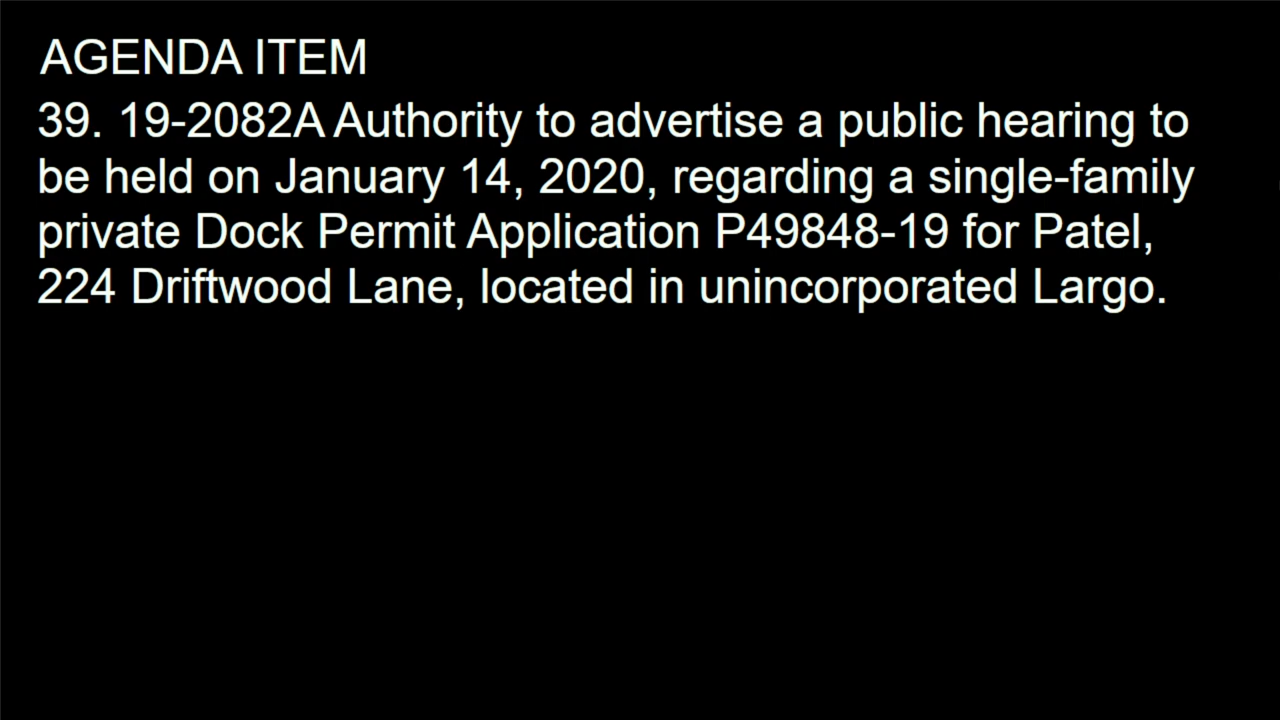 AGENDA ITEM
39. 19-2082A Authority to advertise a public hearing to
be held on January 14, 2020, regarding a single-family
private Dock Permit Application P49848-19 for Patel,
224 Driftwood Lane, located in unincorporated Largo.